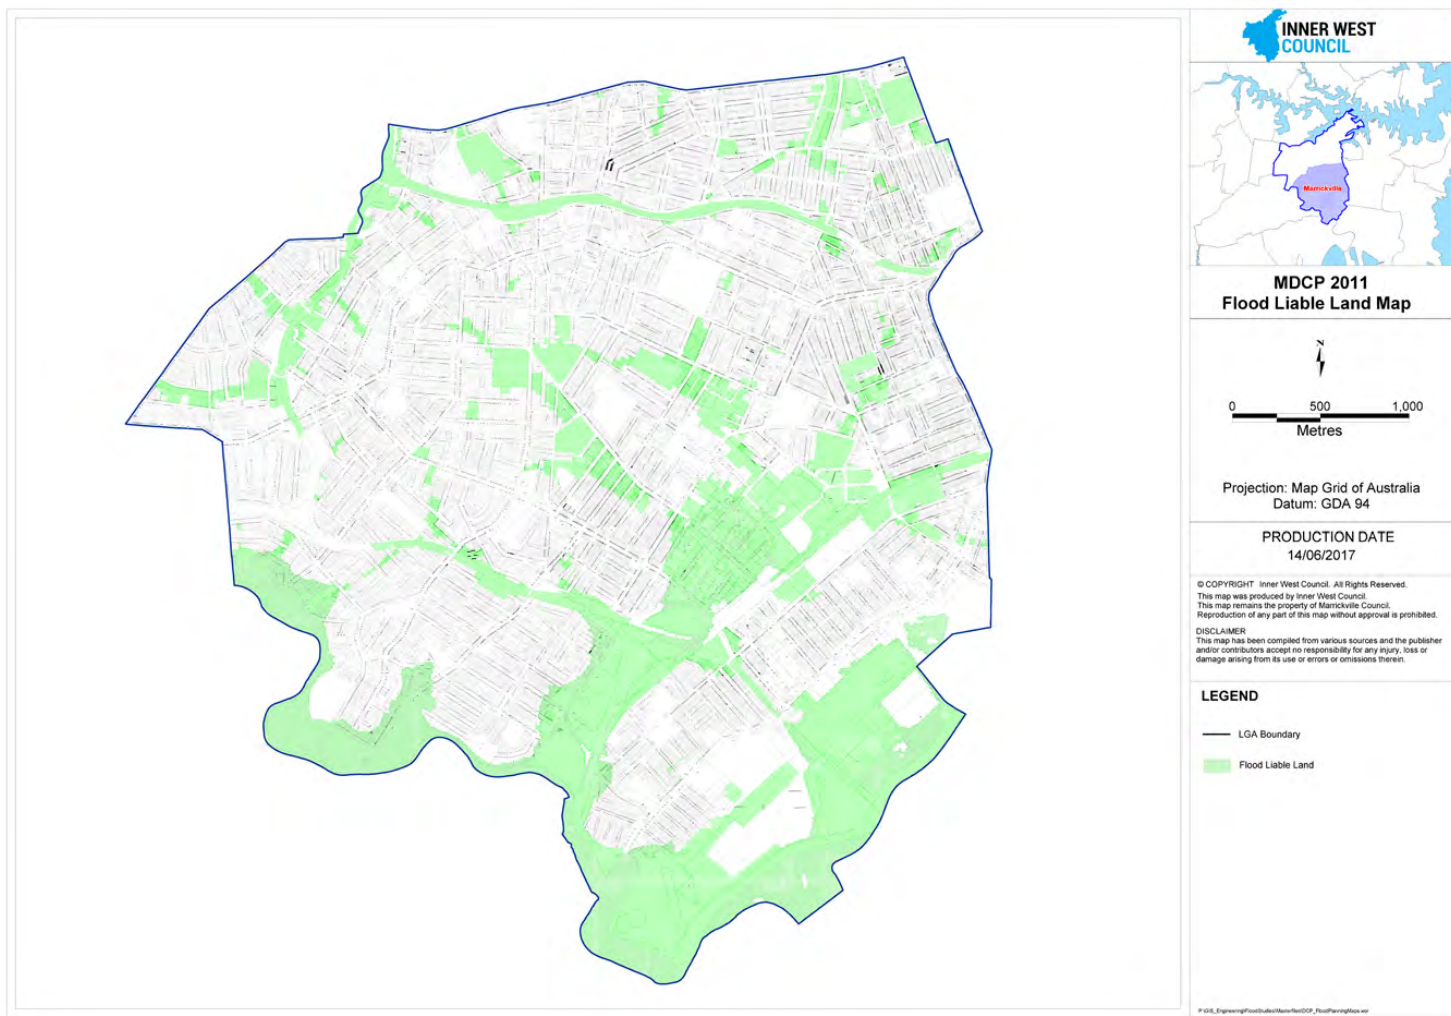 INNER WEST
COUNCIL
Marrickville
MDCP 2011
Flood Liable Land Map
N
0 500 1,000
Metres
Projection: Map Grid of Australia
Datum: GDA 94
PRODUCTION DATE
14/06/2017
© COPYRIGHT Inner West Council. All Rights Reserved.
This map was produced by Inner West Council.
This map remains the property of Marrickville Council.
Reproduction of any part of this map without approval is prohibited.
DISCLAIMER
This map has been compiled from various sources and the publisher
and/or contributors accept no responsibility for any injury, loss or
damage arising from its use or errors or omissions therein.
LEGEND
LGA Boundary
Flood Liable Land